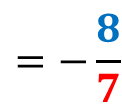 = − 8/7